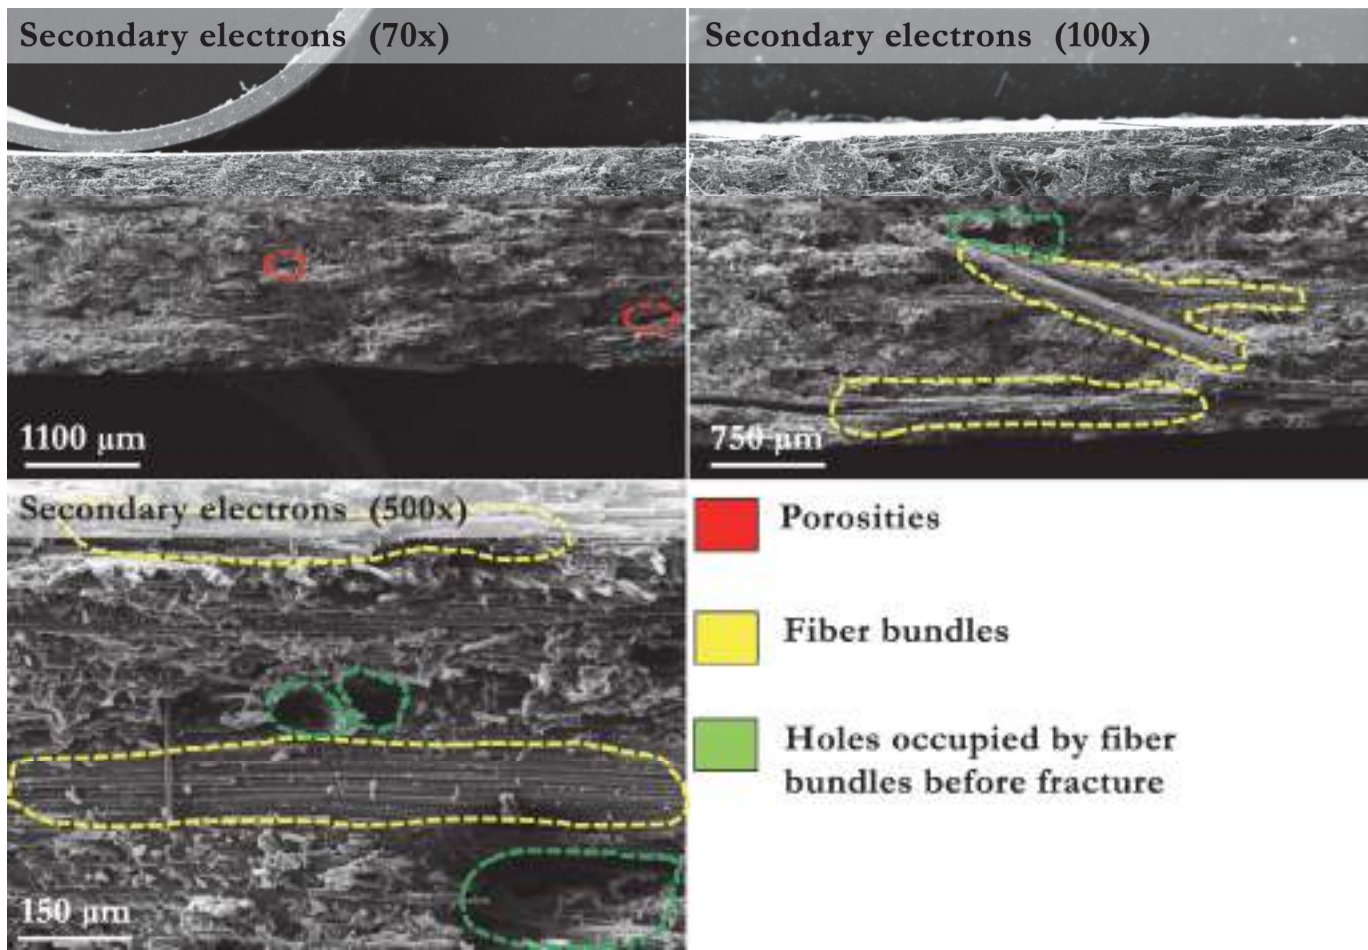 Secondary electrons (70x)
Secondary electrons (100x)
1100 µm
750 µm
Secondary electrons (500x)
150 µm
Porosities
Fiber bundles
Holes occupied by fiber
bundles before fracture